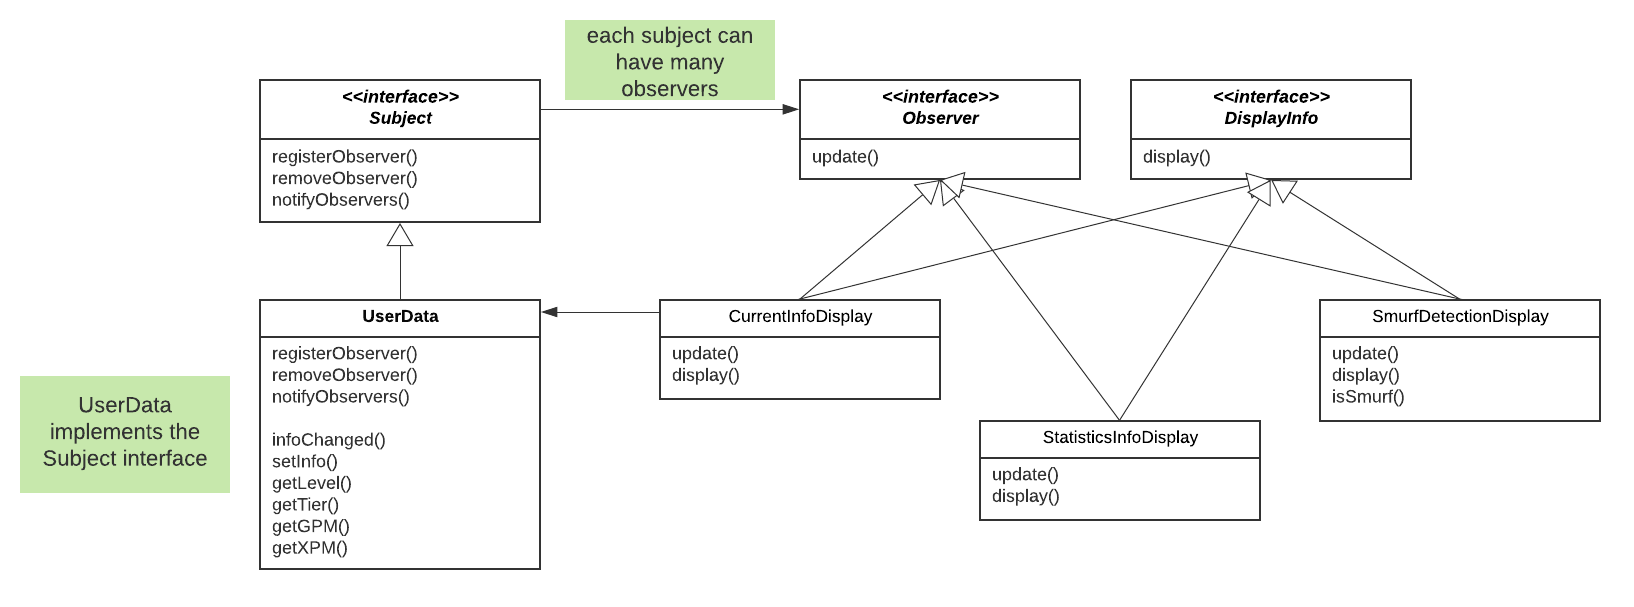 each subject can
have many
observers
<<interface>>
Subject
registerObserver()
removeObserver()
notifyObservers()
<<interface>>
Observer
update()
<<interface>>
DisplayInfo
display()
UserData
implements the
Subject interface
UserData
registerObserver()
removeObserver()
notifyObservers()
infoChanged()
setInfo()
getLevel()
getTier()
getGPM()
getXPM()
CurrentInfoDisplay
update()
display()
StatisticsInfoDisplay
update()
display()
SmurfDetectionDisplay
update()
display()
isSmurf()